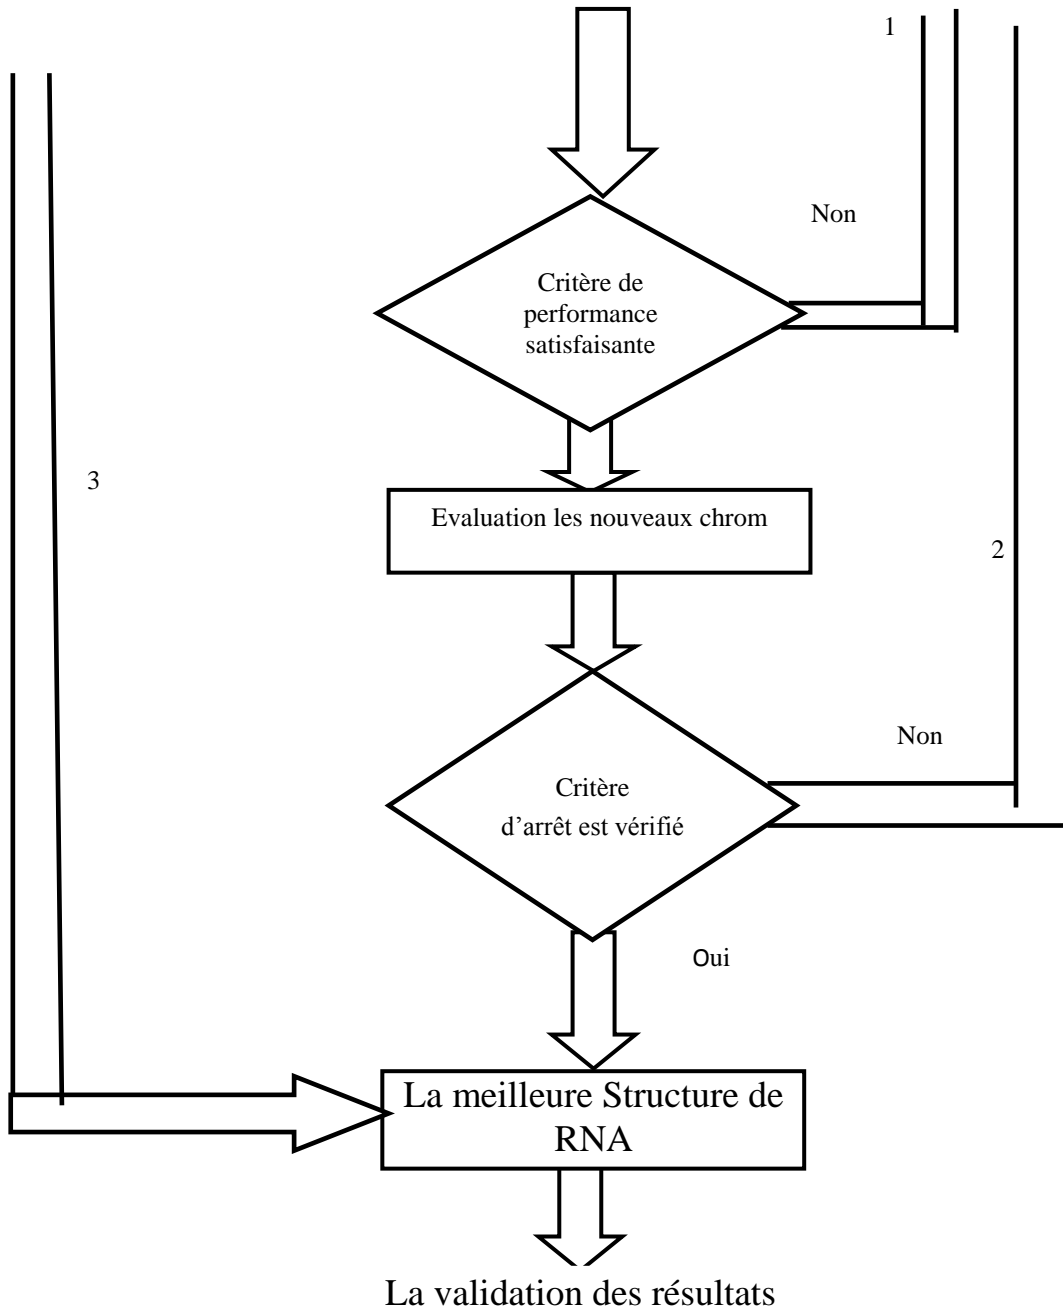 1
Non
Critère de
performance
satisfaisante
3
Evaluation les nouveaux chrom
2
Non
Critère
d'arrêt est vérifié
Oui
La meilleure Structure de
RNA
La validation des résultats